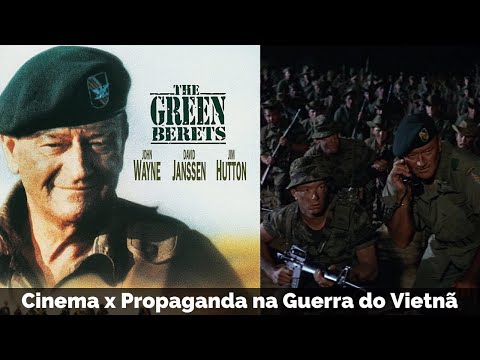 THE
GREEN
BERETS
JOHN
WAYNE
DAVID
JANSSEN
JIM
HUTTON
Cinema x Propaganda na Guerra do Vietnã